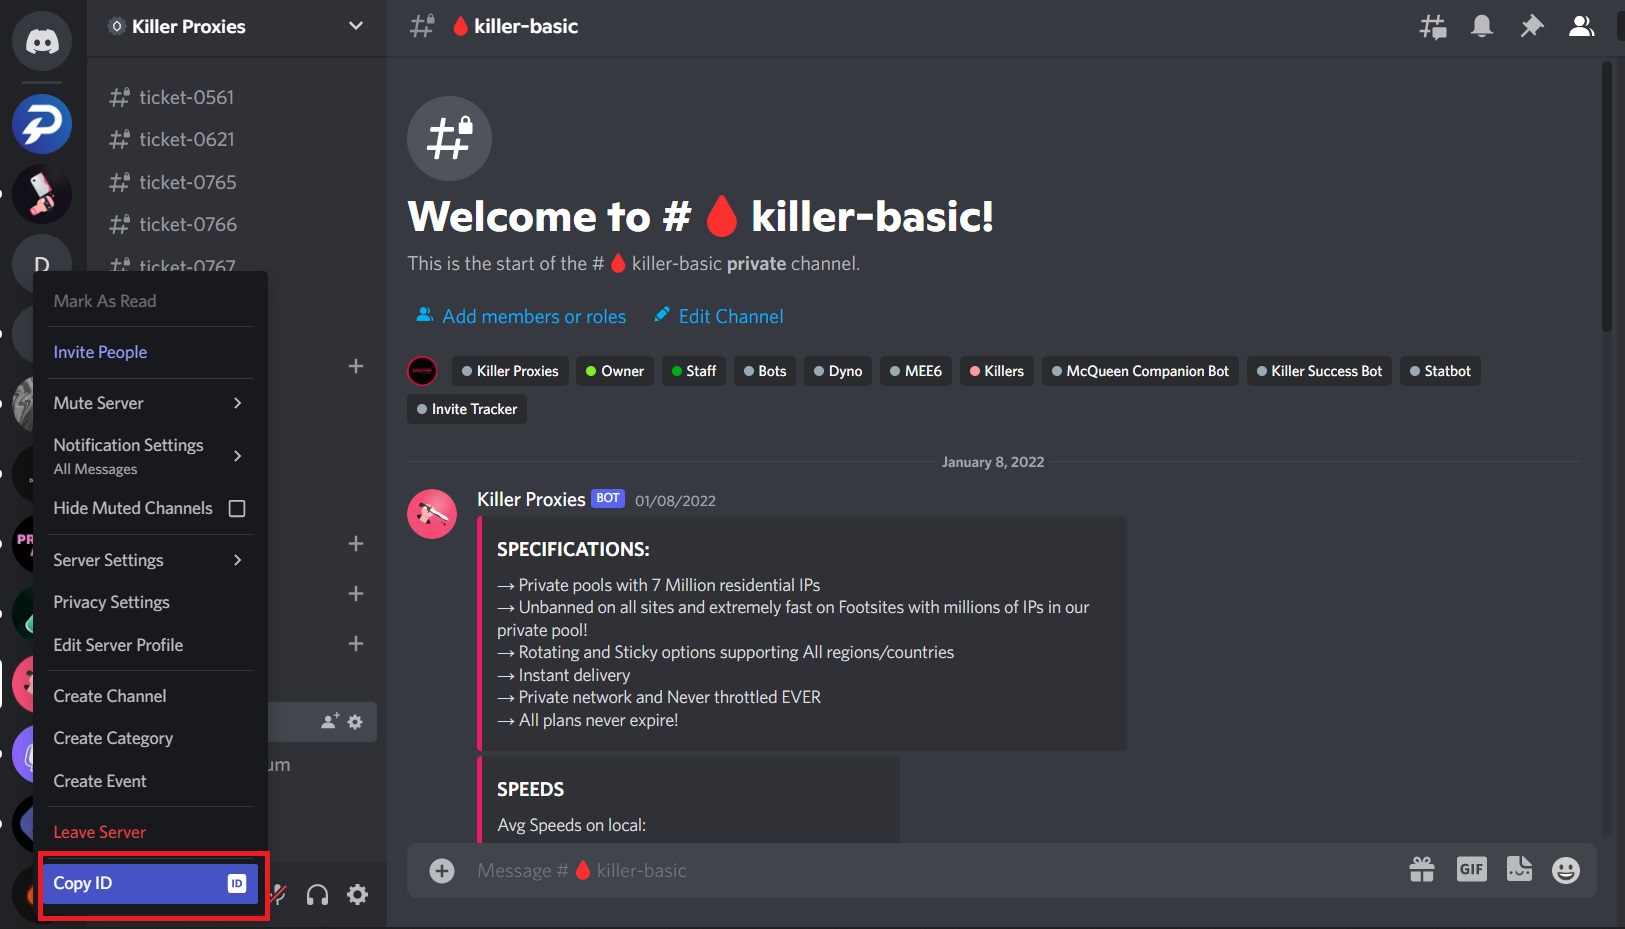 Killer Proxies
ticket-0561
ticket-0621
ticket-0765
ticket-0766
ticket-0767
D
Mark As Read
Invite People
Mute Server
Notification Settings
All Messages
Hide Muted Channels
Server Settings
Privacy Settings
Edit Server Profile
Create Channel
Create Category
Create Event
Leave Server
Copy ID ID
PR
um
# 🩸 killer-basic
Welcome to # 🩸 killer-basic!
This is the start of the # 🩸 killer-basic private channel.
Add members or roles Edit Channel
Killer Proxies Owner Staff Bots Dyno MEE6 Killers McQueen Companion Bot Killer Success Bot Statbot
Invite Tracker
January 8, 2022
Killer Proxies BOT 01/08/2022
SPECIFICATIONS:
→ Private pools with 7 Million residential IPs
→ Unbanned on all sites and extremely fast on Footsites with millions of IPs in our
private pool!
→ Rotating and Sticky options supporting All regions/countries
→ Instant delivery
→ Private network and Never throttled EVER
→ All plans never expire!
SPEEDS
Avg Speeds on local:
Message # 🩸 killer-basic
GIF